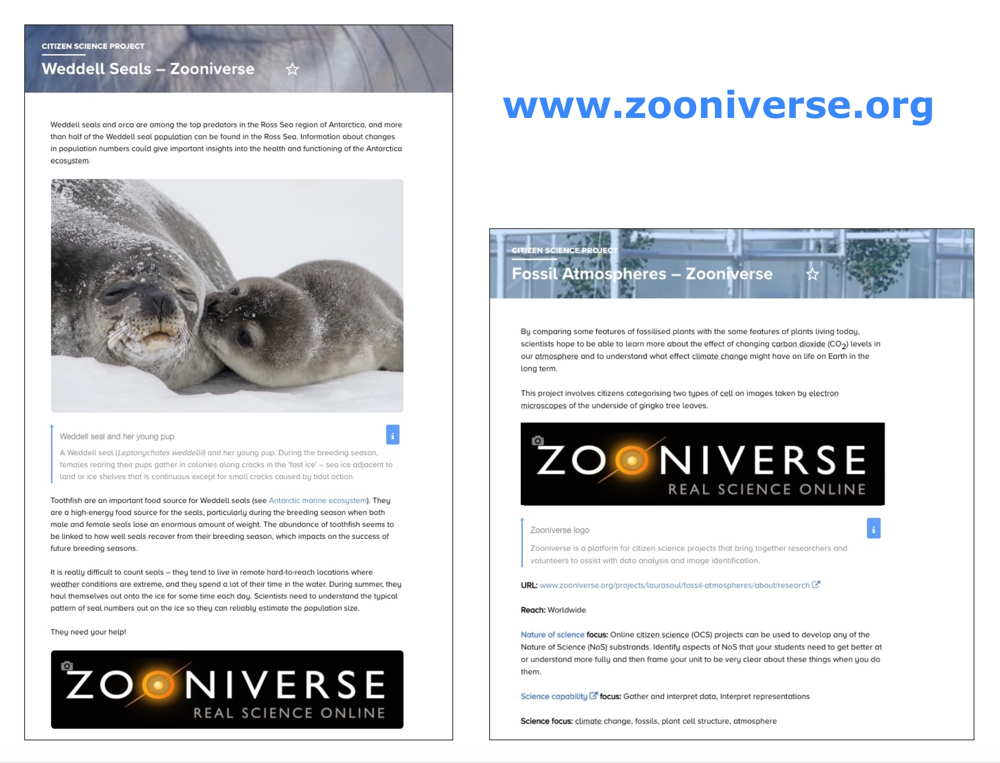 CITIZEN SCIENCE PROJECT
Weddell Seals – Zooniverse
Weddell seals and orca are among the top predators in the Ross Sea region of Antarctica, and more
than half of the Weddell seal population can be found in the Ross Sea. Information about changes
in population numbers could give important insights into the health and functioning of the Antarctica
ecosystem.
Weddell seal and her young pup
i
A Weddell seal (Leptonychotes weddellii) and her young pup. During the breeding season,
females rearing their pups gather in colonies along cracks in the 'fast ice' – sea ice adjacent to
land or ice shelves that is continuous except for small cracks caused by tidal action.
Toothfish are an important food source for Weddell seals (see Antarctic marine ecosystem). They
are a high-energy food source for the seals, particularly during the breeding season when both
male and female seals lose an enormous amount of weight. The abundance of toothfish seems to
be linked to how well seals recover from their breeding season, which impacts on the success of
future breeding seasons.
It is really difficult to count seals – they tend to live in remote hard-to-reach locations where
weather conditions are extreme, and they spend a lot of their time in the water. During summer, they
haul themselves out onto the ice for some time each day. Scientists need to understand the typical
pattern of seal numbers out on the ice so they can reliably estimate the population size.
They need your help!
ZOONIVERSE
REAL SCIENCE ONLINE
www.zooniverse.org
CITIZEN SCIENCE PROJECT
Fossil Atmospheres – Zooniverse
By comparing some features of fossilised plants with the same features of plants living today,
scientists hope to be able to learn more about the effect of changing carbon dioxide (CO2) levels in
our atmosphere and to understand what effect climate change might have on life on Earth in the
long term.
This project involves citizens categorising two types of cell on images taken by electron
microscopes of the underside of gingko tree leaves.
ZOONIVERSE
REAL SCIENCE ONLINE
Zooniverse logo
i
Zooniverse is a platform for citizen science projects that bring together researchers and
volunteers to assist with data analysis and image identification.
URL: www.zooniverse.org/projects/laurasoul/fossil-atmospheres/about/research
Reach: Worldwide
Nature of science focus: Online citizen science (OCS) projects can be used to develop any of the
Nature of Science (NoS) substrands. Identify aspects of NoS that your students need to get better at
or understand more fully and then frame your unit to be very clear about these things when you do
them.
Science capability focus: Gather and interpret data, Interpret representations
Science focus: climate change, fossils, plant cell structure, atmosphere